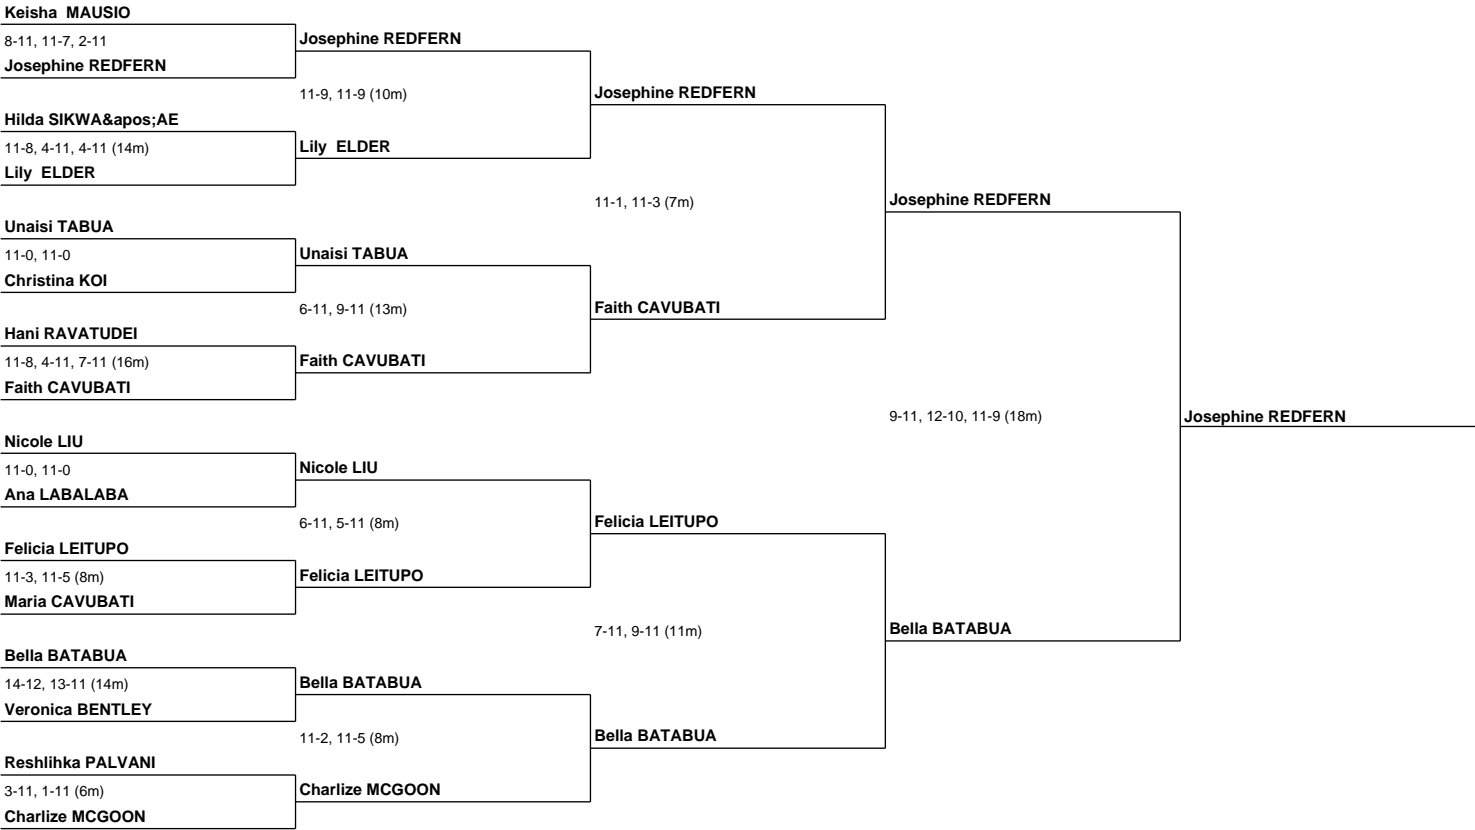 Keisha  MAUSIO
8-11, 11-7, 2-11
Josephine REDFERN
Hilda SIKWA&apos;AE
11-8, 4-11, 4-11 (14m)
Lily  ELDER
Unaisi TABUA
11-0, 11-0
Christina KOI
Hani RAVATUDEI
11-8, 4-11, 7-11 (16m)
Faith CAVUBATI
Nicole LIU
11-0, 11-0
Ana LABALABA
Felicia LEITUPO
11-3, 11-5 (8m)
Maria CAVUBATI
Bella BATABUA
14-12, 13-11 (14m)
Veronica BENTLEY
Reshlihka PALVANI
3-11, 1-11 (6m)
Charlize MCGOON
Josephine REDFERN
11-9, 11-9 (10m)
Lily  ELDER
Unaisi TABUA
6-11, 9-11 (13m)
Faith CAVUBATI
Nicole LIU
6-11, 5-11 (8m)
Felicia LEITUPO
Bella BATABUA
11-2, 11-5 (8m)
Charlize MCGOON
Josephine REDFERN
11-1, 11-3 (7m)
Faith CAVUBATI
Felicia LEITUPO
7-11, 9-11 (11m)
Bella BATABUA
Josephine REDFERN
9-11, 12-10, 11-9 (18m)
Bella BATABUA
Josephine REDFERN